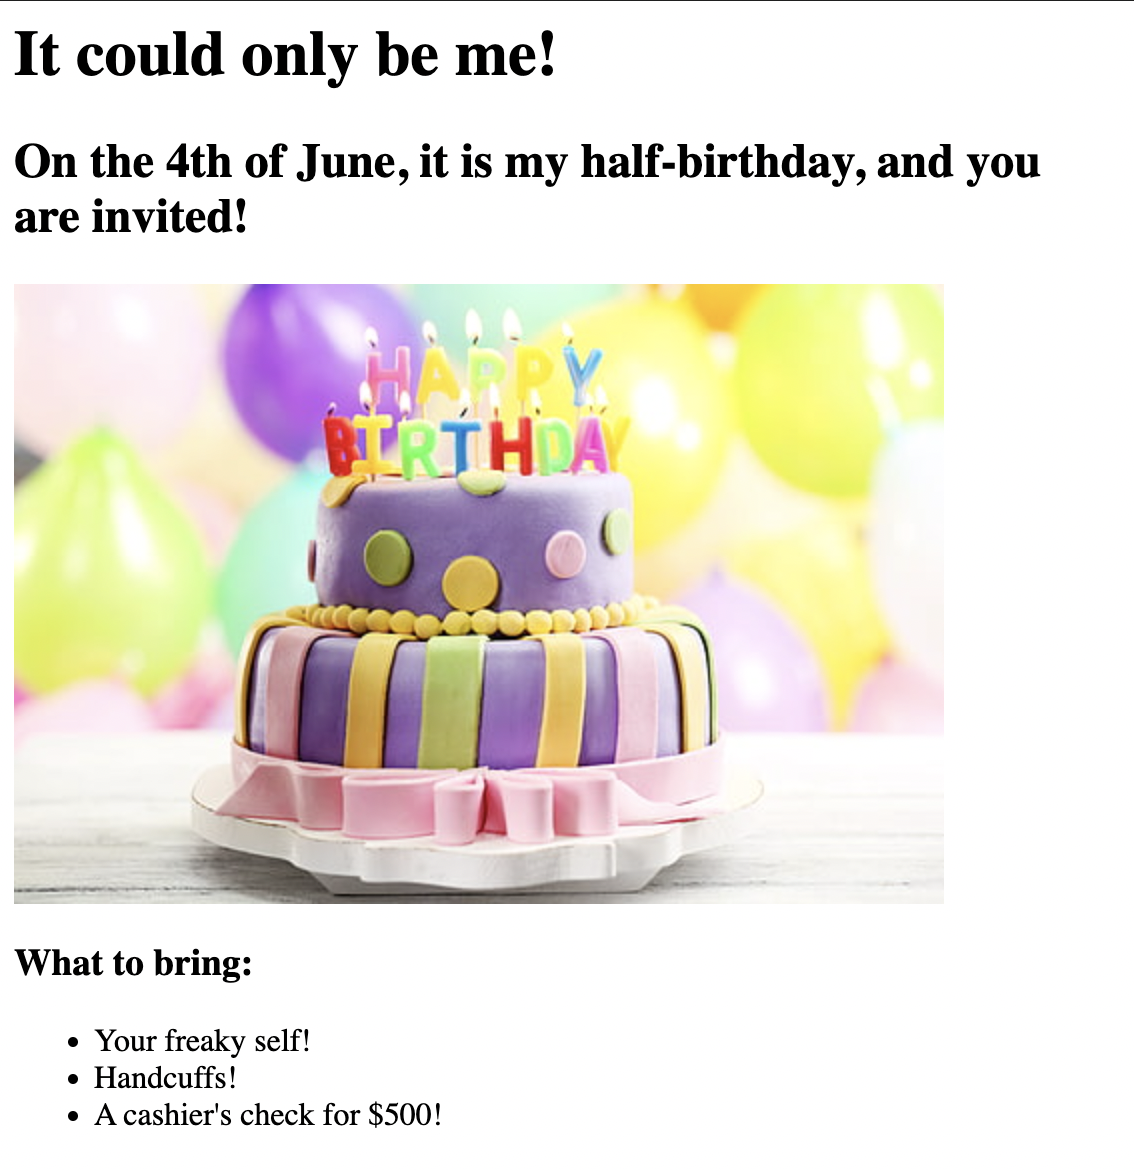 It could only be me!
On the 4th of June, it is my half-birthday, and you
are invited!
HAPPY
BIRTHDAY
What to bring:
Your freaky self!
Handcuffs!
A cashier's check for $500!